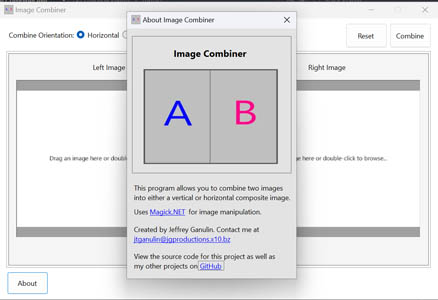 Image Combiner
About Image Combiner
Combine Orientation: Horizontal
Reset
Combine
Image Combiner
Left Image
Right Image
A B
Drag an image here or double-
here or double-click to browse...
This program allows you to combine two images
into either a vertical or horizontal composite image.
Uses Magick.NET for image manipulation.
Created by Jeffrey Ganulin. Contact me at
jtganulin@jgproductions.x10.bz
View the source code for this project as well as
my other projects on GitHub
About